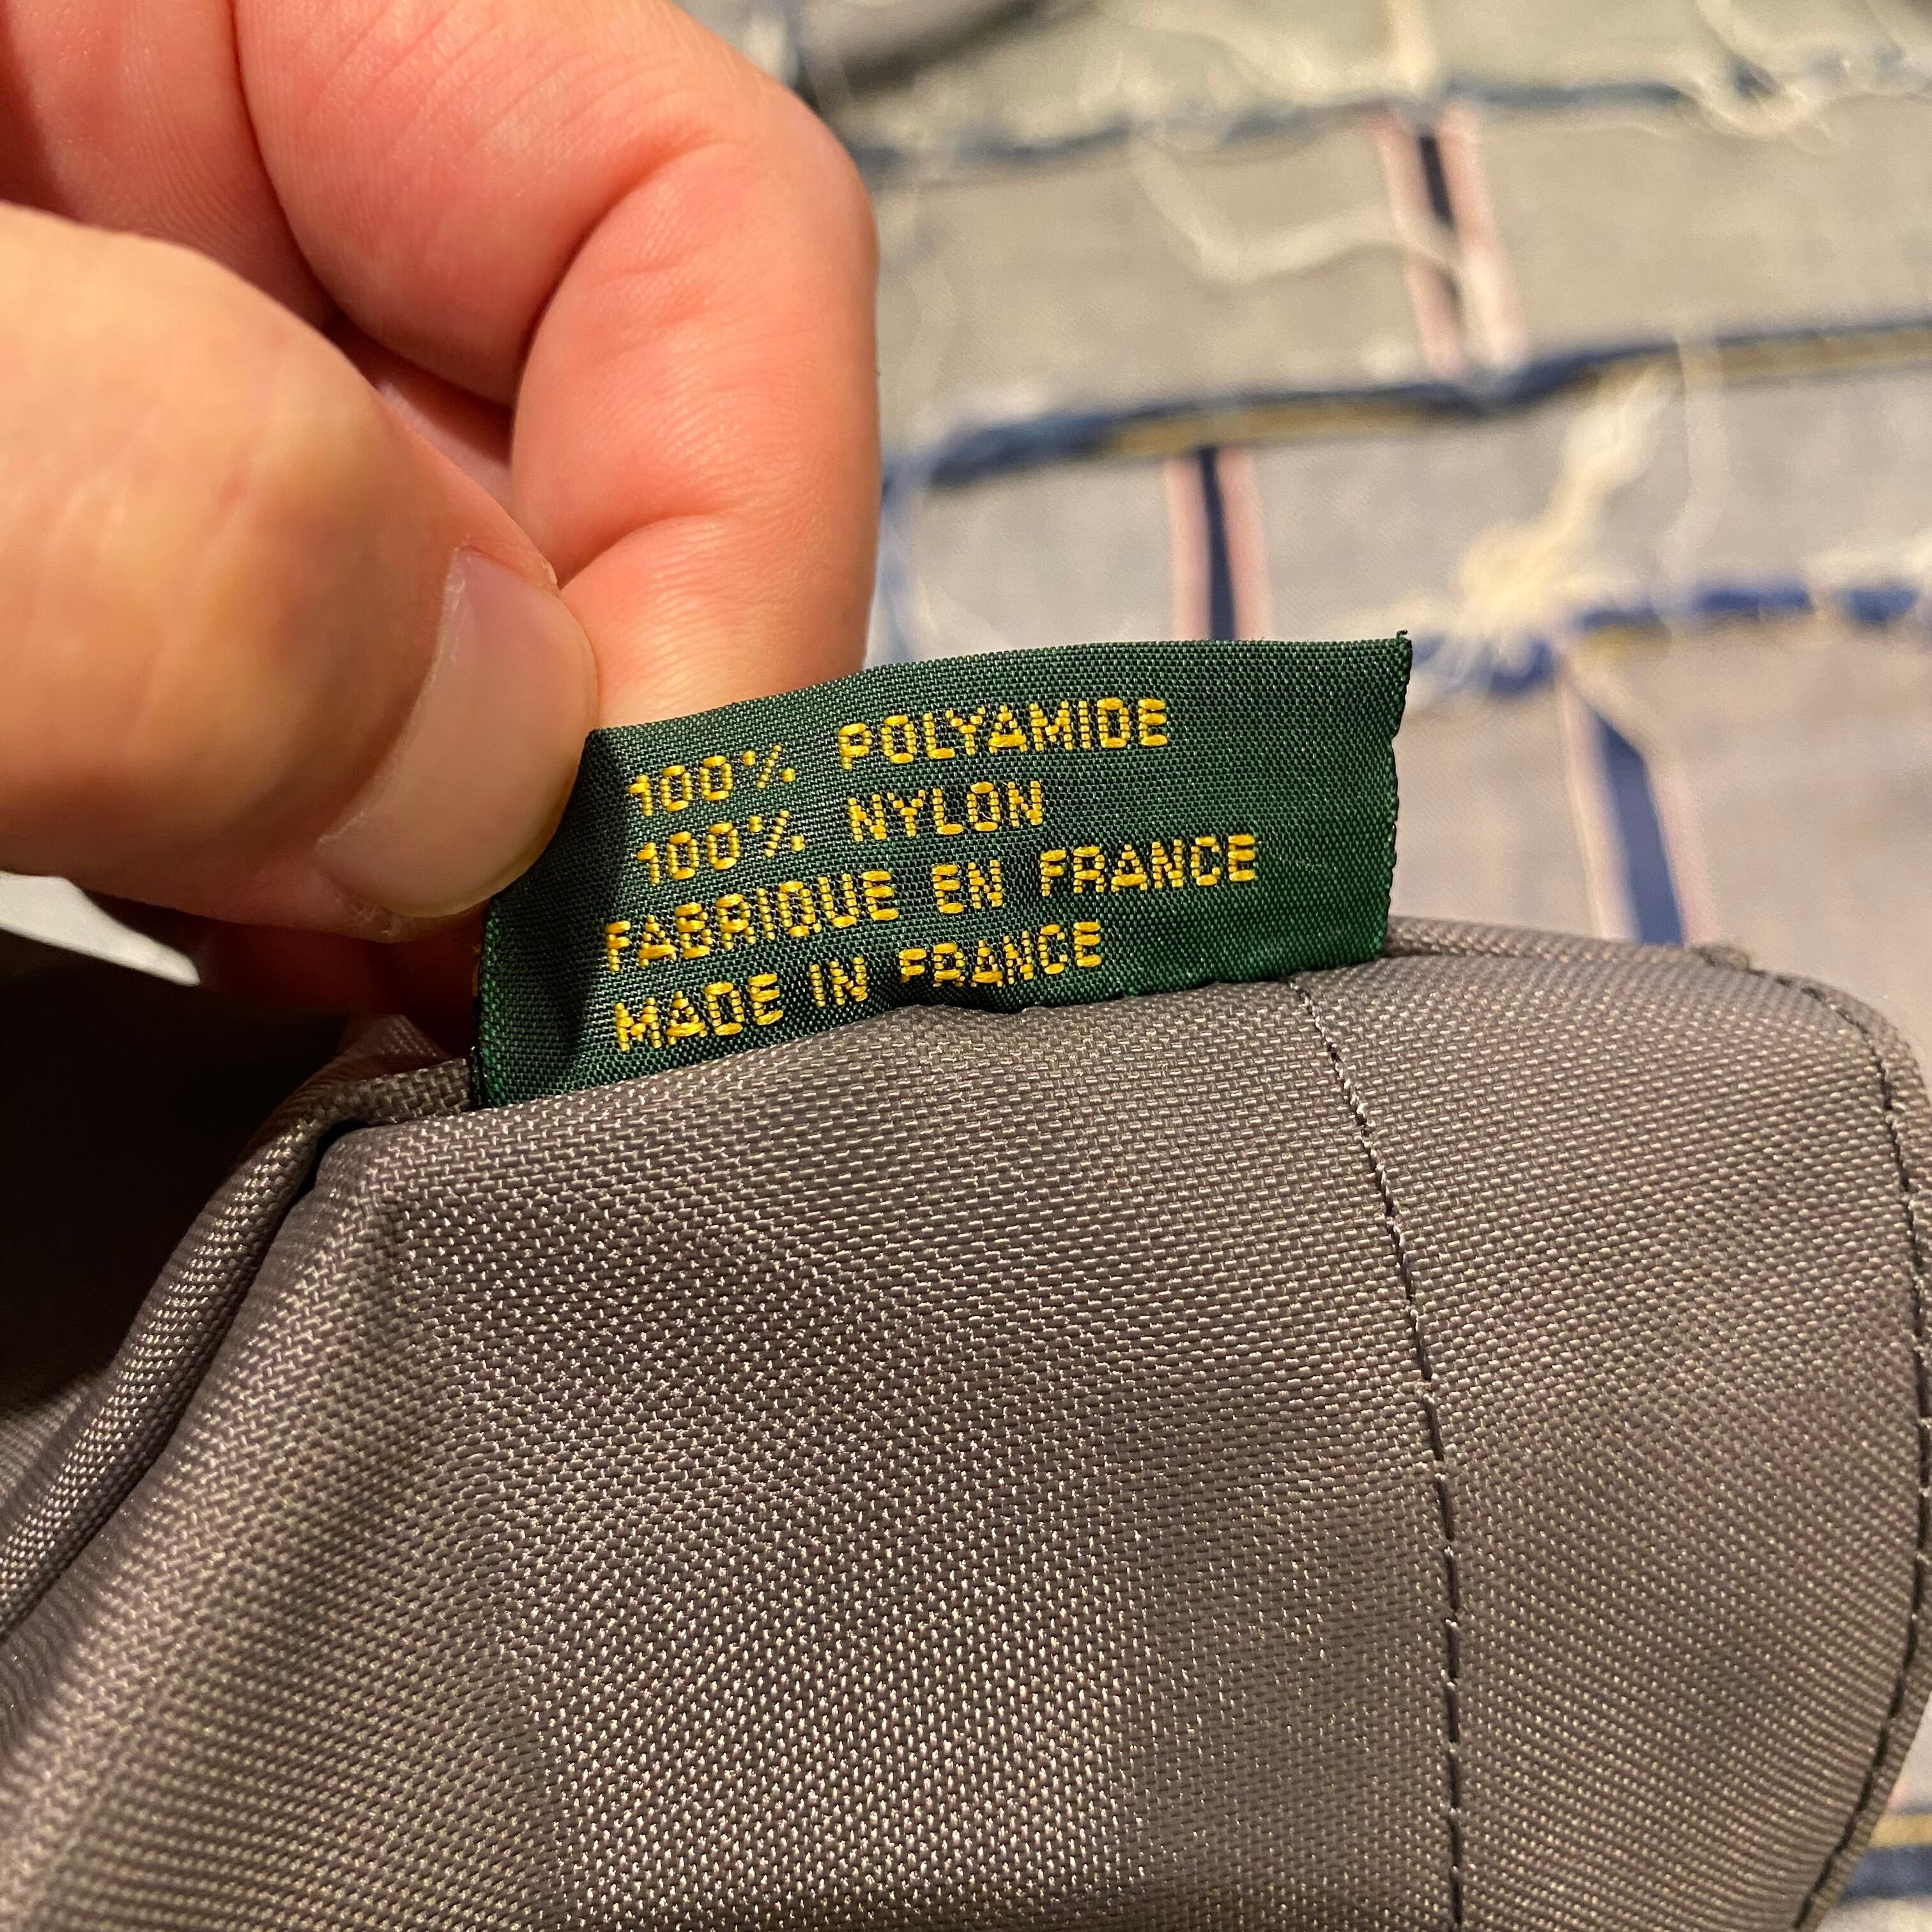 100% POLYAMIDE
100% NYLON
FABRIQUE EN FRANCE
MADE IN FRANCE